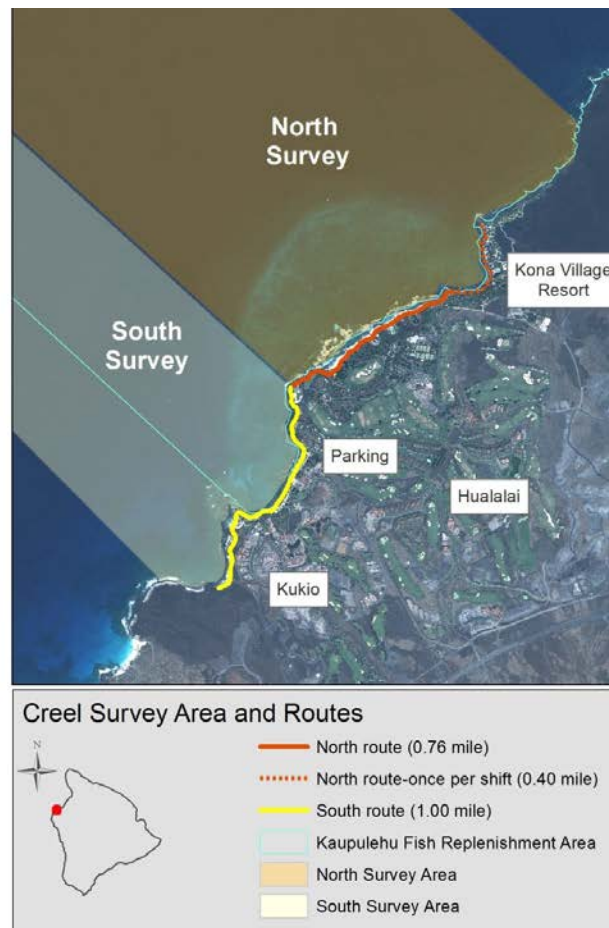 North
Survey
Kona Village
Resort
South
Survey
Parking
Hualalai
Kukio
Creel Survey Area and Routes
N
North route (0.76 mile)
North route-once per shift (0.40 mile)
South route (1.00 mile)
Kaupulehu Fish Replenishment Area
North Survey Area
South Survey Area